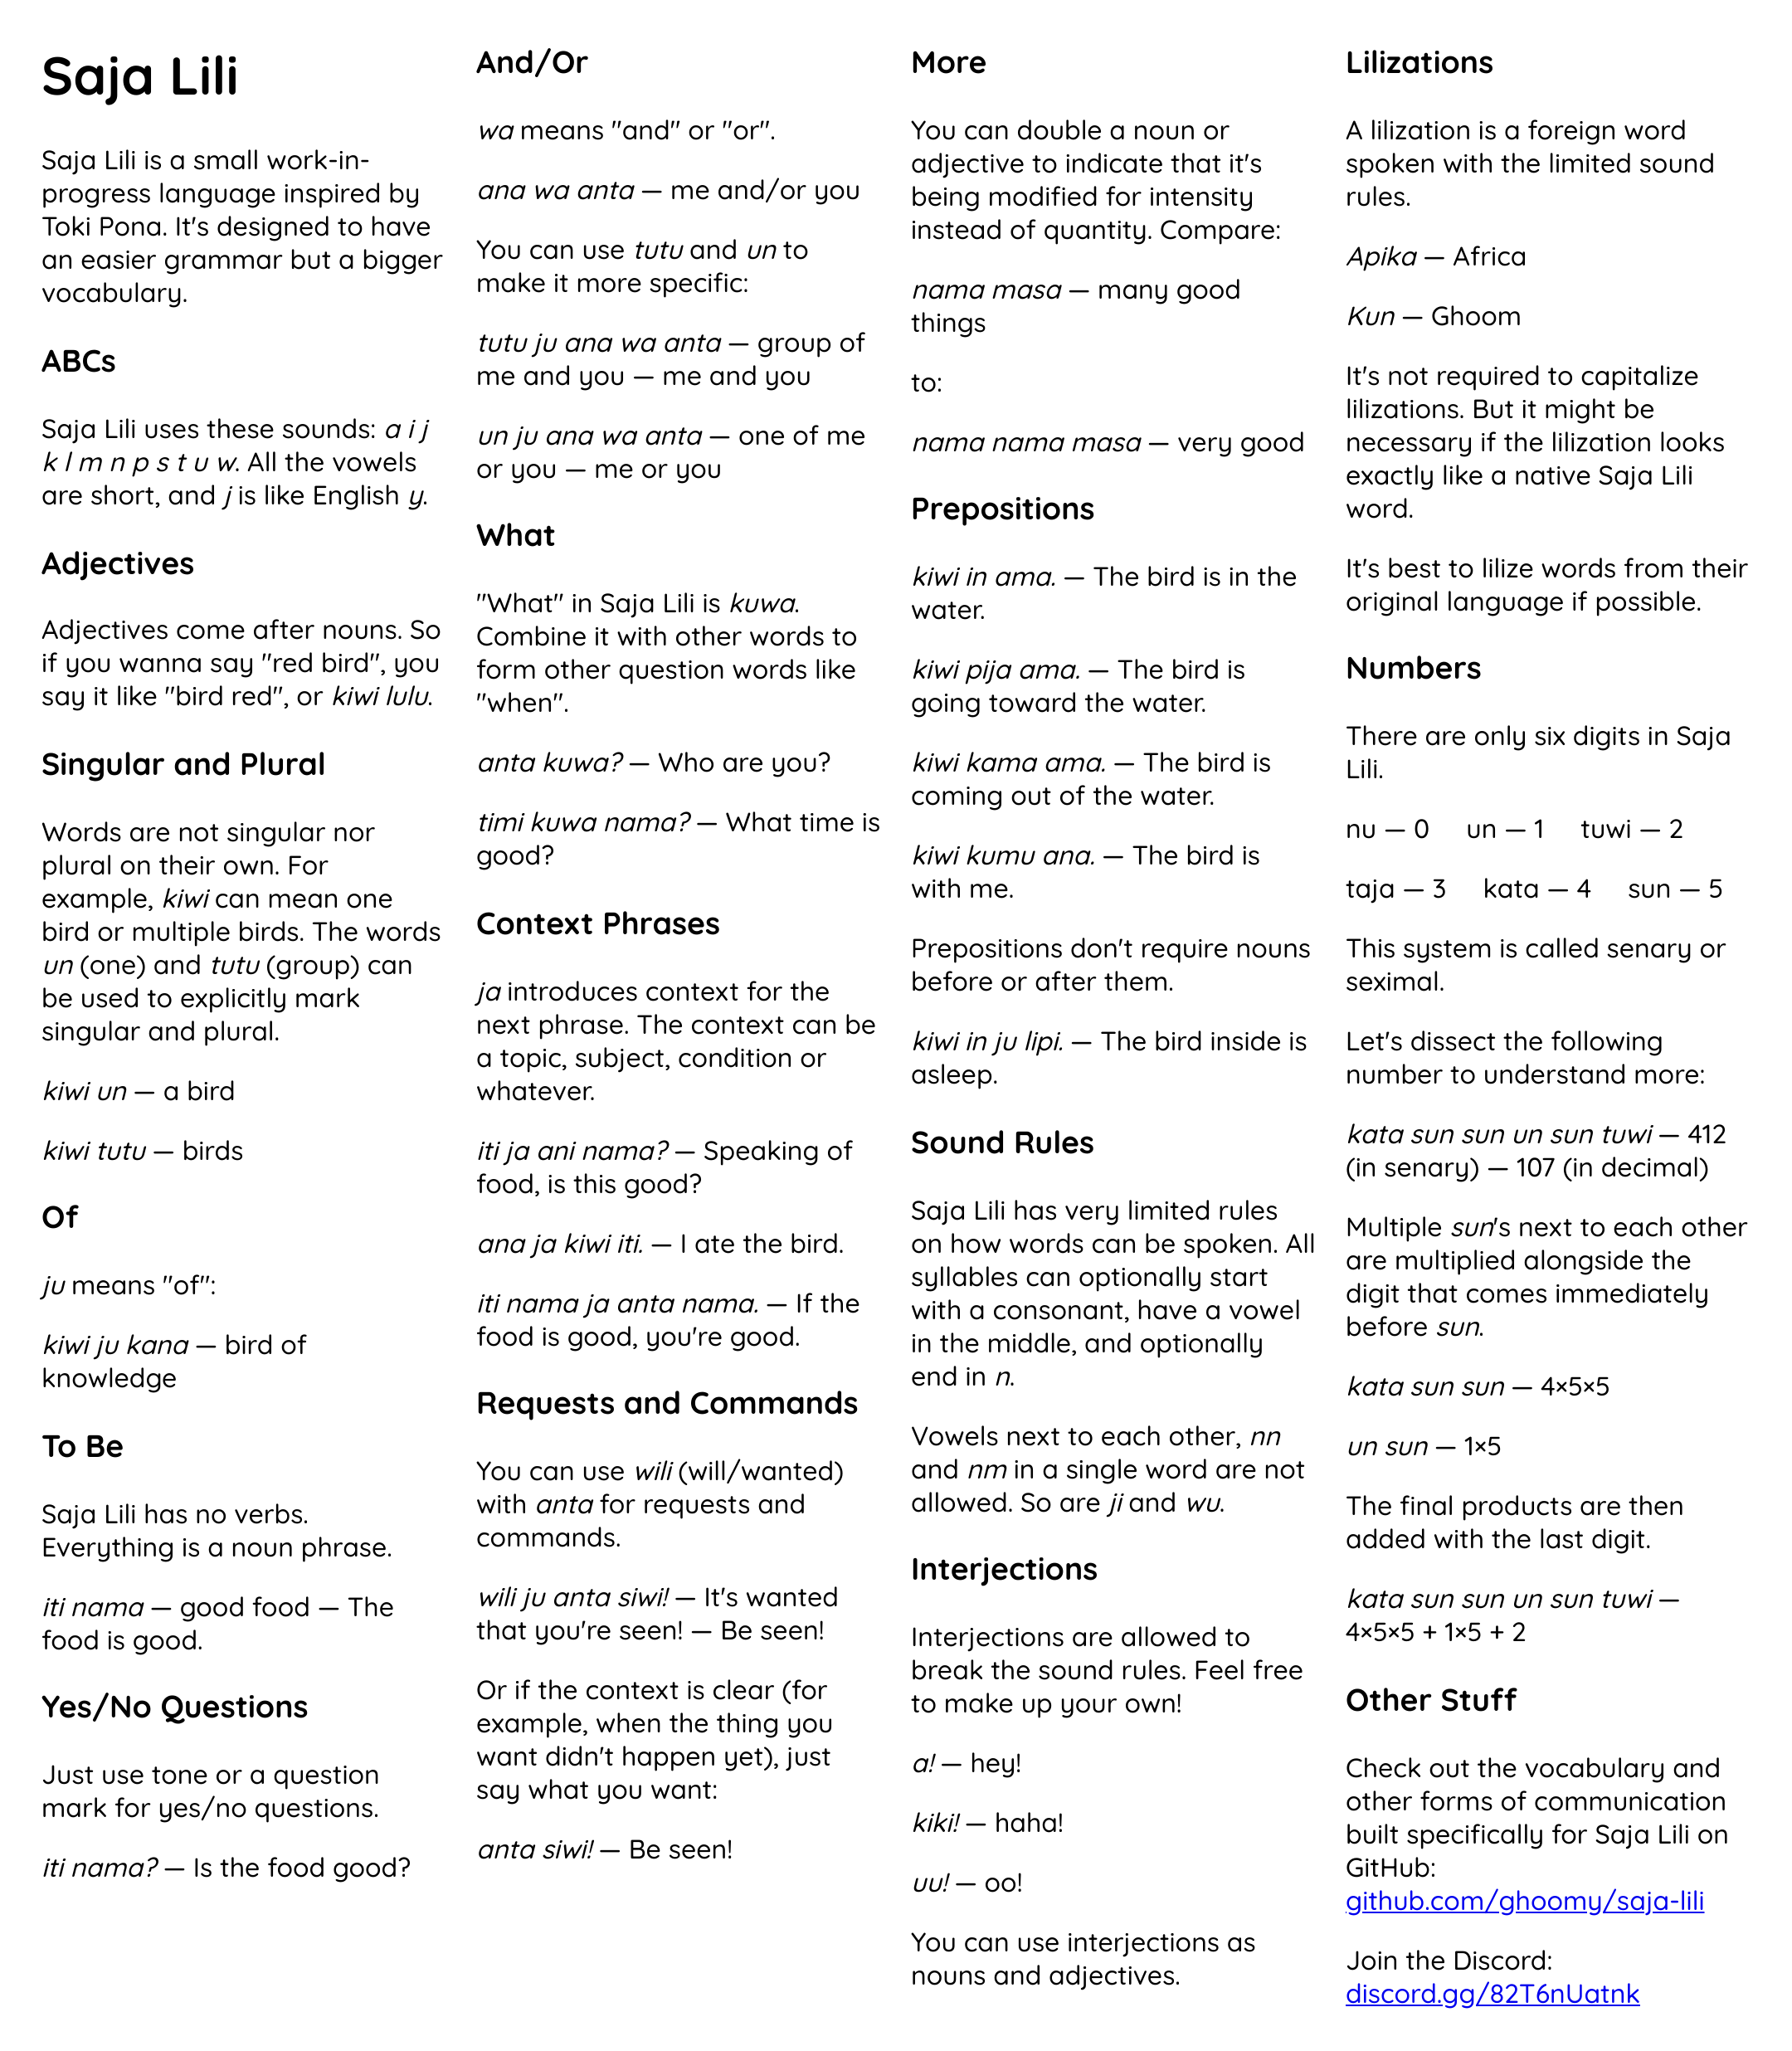 Saja Lili
Saja Lili is a small work-in-
progress language inspired by
Toki Pona. It's designed to have
an easier grammar but a bigger
vocabulary.
ABCs
Saja Lili uses these sounds: a i j
k l m n p s t u w. All the vowels
are short, and j is like English y.
Adjectives
Adjectives come after nouns. So
if you wanna say "red bird", you
say it like "bird red", or kiwi lulu.
Singular and Plural
Words are not singular nor
plural on their own. For
example, kiwi can mean one
bird or multiple birds. The words
un (one) and tutu (group) can
be used to explicitly mark
singular and plural.
kiwi un — a bird
kiwi tutu — birds
Of
ju means "of":
kiwi ju kana — bird of
knowledge
To Be
Saja Lili has no verbs.
Everything is a noun phrase.
iti nama — good food — The
food is good.
Yes/No Questions
Just use tone or a question
mark for yes/no questions.
iti nama? — Is the food good?
And/Or
wa means "and" or "or".
ana wa anta — me and/or you
You can use tutu and un to
make it more specific:
tutu ju ana wa anta — group of
me and you — me and you
un ju ana wa anta — one of me
or you — me or you
What
"What" in Saja Lili is kuwa.
Combine it with other words to
form other question words like
"when".
anta kuwa? — Who are you?
timi kuwa nama? — What time is
good?
Context Phrases
ja introduces context for the
next phrase. The context can be
a topic, subject, condition or
whatever.
iti ja ani nama? — Speaking of
food, is this good?
ana ja kiwi iti. — I ate the bird.
iti nama ja anta nama. — If the
food is good, you're good.
Requests and Commands
You can use wili (will/wanted)
with anta for requests and
commands.
wili ju anta siwi! — It's wanted
that you're seen! — Be seen!
Or if the context is clear (for
example, when the thing you
want didn't happen yet), just
say what you want:
anta siwi! — Be seen!
More
You can double a noun or
adjective to indicate that it's
being modified for intensity
instead of quantity. Compare:
nama masa — many good
things
to:
nama nama masa — very good
Prepositions
kiwi in ama. — The bird is in the
water.
kiwi pija ama. — The bird is
going toward the water.
kiwi kama ama. — The bird is
coming out of the water.
kiwi kumu ana. — The bird is
with me.
Prepositions don't require nouns
before or after them.
kiwi in ju lipi. — The bird inside is
asleep.
Sound Rules
Saja Lili has very limited rules
on how words can be spoken. All
syllables can optionally start
with a consonant, have a vowel
in the middle, and optionally
end in n.
Vowels next to each other, nn
and nm in a single word are not
allowed. So are ji and wu.
Interjections
Interjections are allowed to
break the sound rules. Feel free
to make up your own!
a! — hey!
kiki! — haha!
uu! — oo!
You can use interjections as
nouns and adjectives.
Lilizations
A lilization is a foreign word
spoken with the limited sound
rules.
Apika — Africa
Kun — Ghoom
It's not required to capitalize
lilizations. But it might be
necessary if the lilization looks
exactly like a native Saja Lili
word.
It's best to lilize words from their
original language if possible.
Numbers
There are only six digits in Saja
Lili.
nu — 0 un — 1 tuwi — 2
taja — 3 kata — 4 sun — 5
This system is called senary or
seximal.
Let's dissect the following
number to understand more:
kata sun sun un sun tuwi — 412
(in senary) — 107 (in decimal)
Multiple sun's next to each other
are multiplied alongside the
digit that comes immediately
before sun.
kata sun sun — 4×5×5
un sun — 1×5
The final products are then
added with the last digit.
kata sun sun un sun tuwi —
4×5×5 + 1×5 + 2
Other Stuff
Check out the vocabulary and
other forms of communication
built specifically for Saja Lili on
GitHub:
github.com/ghoomy/saja-lili
Join the Discord:
discord.gg/82T6nUatnk